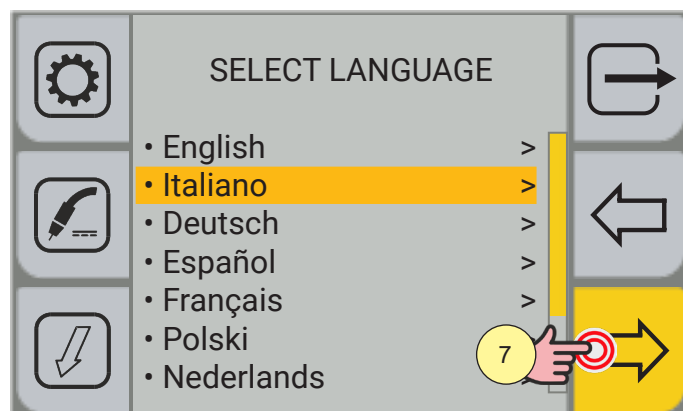 SELECT LANGUAGE
• English >
• Italiano >
• Deutsch >
• Español >
• Français >
• Polski
• Nederlands >
7